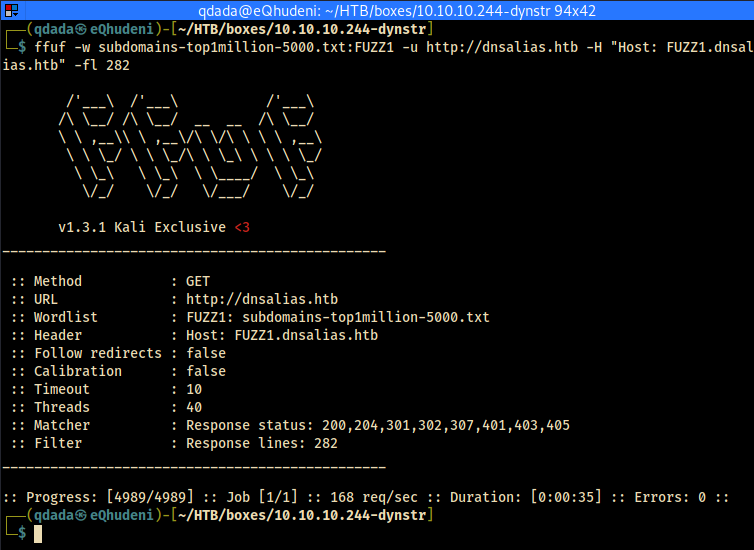 qdada@eQhudeni: ~/HTB/boxes/10.10.10.244-dynstr 94x42
┌──(qdada㉿eQhudeni)-[~/HTB/boxes/10.10.10.244-dynstr]
└─$ ffuf -w subdomains-top1million-5000.txt:FUZZ1 -u http://dnsalias.htb -H "Host: FUZZ1.dnsal
ias.htb" -fl 282
        /'___\  /'___\           /'___\
       /\ \__/ /\ \__/  __  __  /\ \__/
       \ \ ,__\\ \ ,__\/\ \/\ \ \ \ ,__\
        \ \ \_/ \ \ \_/\ \ \_\ \ \ \ \_/
         \ \_\   \ \_\  \ \____/  \ \_\
          \/_/    \/_/   \/___/    \/_/
       v1.3.1 Kali Exclusive <3
________________________________________________
 :: Method           : GET
 :: URL              : http://dnsalias.htb
 :: Wordlist         : FUZZ1: subdomains-top1million-5000.txt
 :: Header           : Host: FUZZ1.dnsalias.htb
 :: Follow redirects : false
 :: Calibration      : false
 :: Timeout          : 10
 :: Threads          : 40
 :: Matcher          : Response status: 200,204,301,302,307,401,403,405
 :: Filter           : Response lines: 282
________________________________________________
:: Progress: [4989/4989] :: Job [1/1] :: 168 req/sec :: Duration: [0:00:35] :: Errors: 0 ::
┌──(qdada㉿eQhudeni)-[~/HTB/boxes/10.10.10.244-dynstr]
└─$